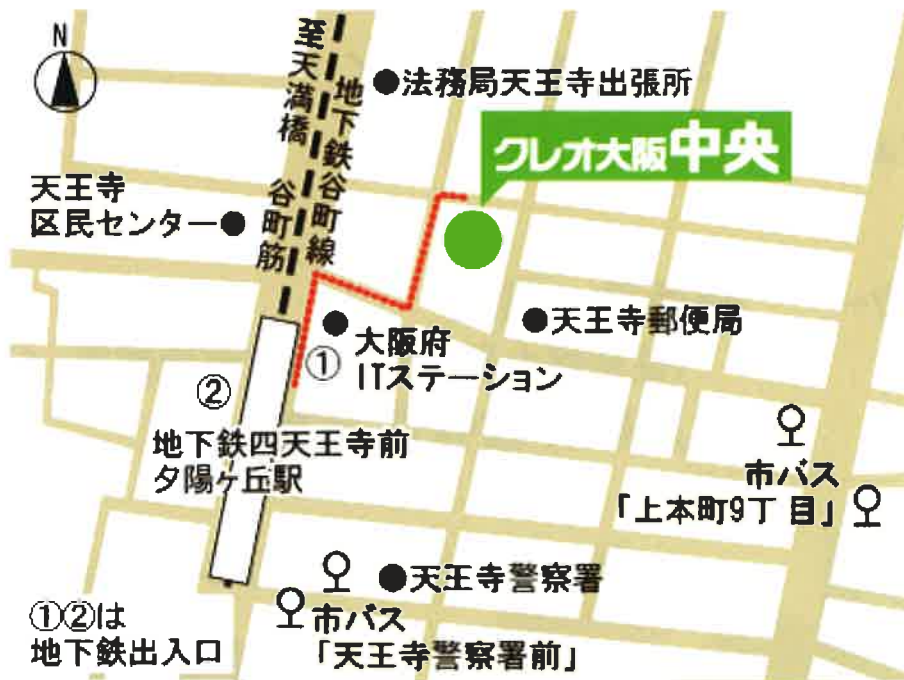 N
至天満橋
地下鉄谷町線
谷町筋
●法務局天王寺出張所
クレオ大阪中央
天王寺
区民センター●
●天王寺郵便局
大阪府
ITステーション
①
②
地下鉄四天王寺前
夕陽ヶ丘駅
市バス
「上本町9丁目」
●天王寺警察署
市バス
「天王寺警察署前」
①②は
地下鉄出入口